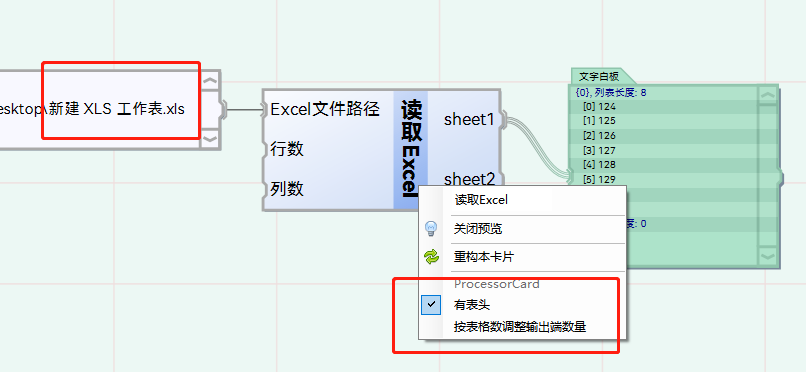 esktop\新建 XLS 工作表.xls
Excel文件路径
行数
列数
读取Excel
sheet1
sheet2
文字白板
{0}, 列表长度: 8
[0] 124
[1] 125
[2] 126
[3] 127
[4] 128
[5] 129
度: 0
读取Excel
关闭预览
重构本卡片
ProcessorCard
有表头
按表格数调整输出端数量